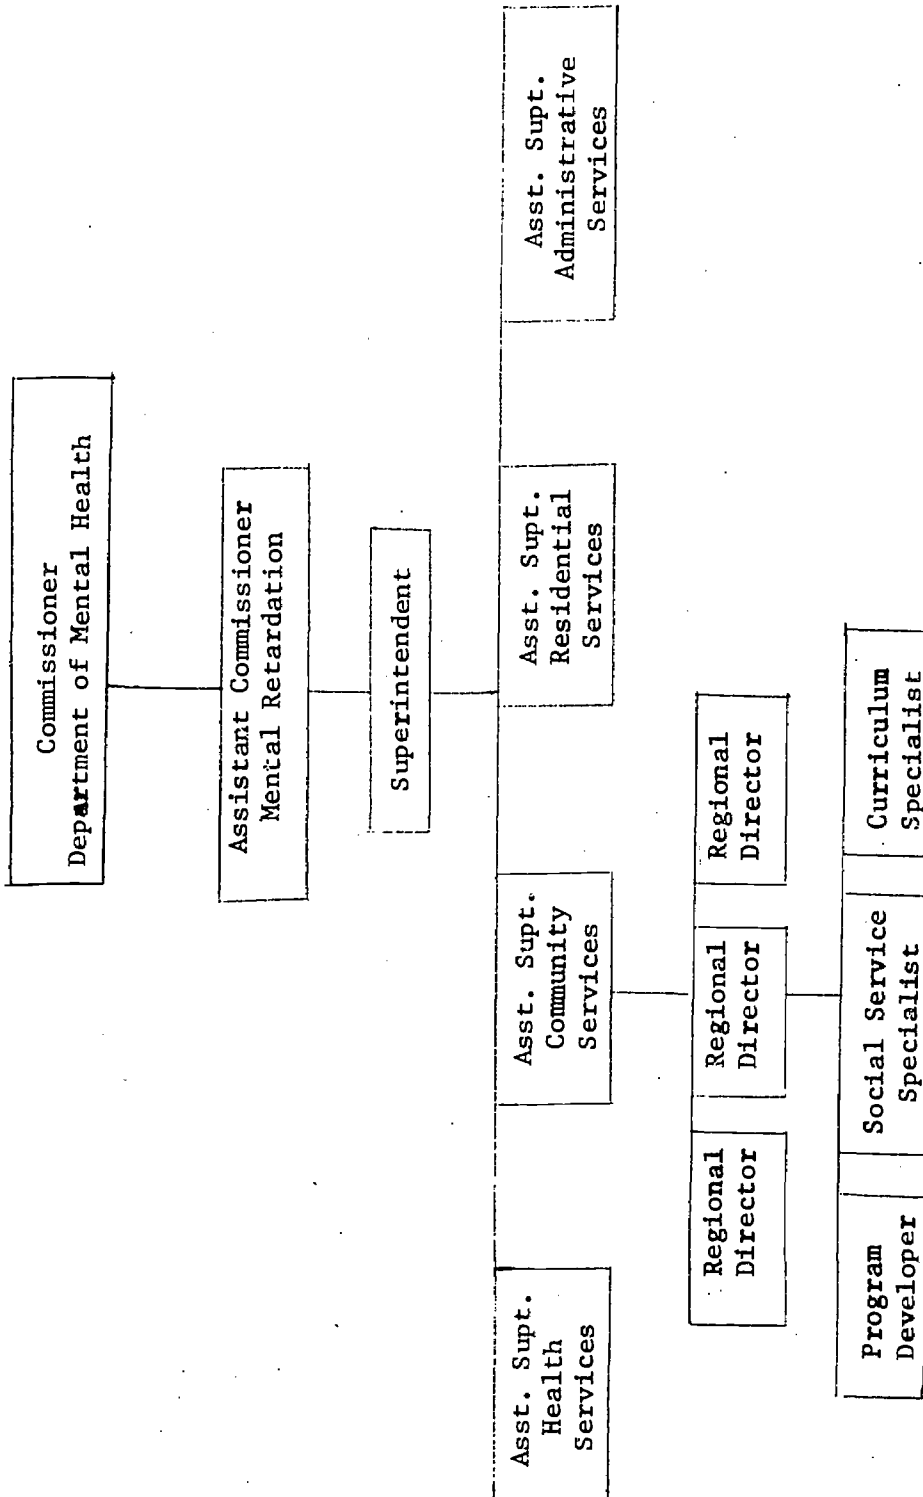 Commissioner
Department of Mental Health
Assistant Commissioner
Mental Retardation
Superintendent
Asst. Supt.
Health
Services
Asst. Supt.
Community
Services
Asst. Supt.
Residential
Services
Asst. Supt.
Administrative
Services
Regional
Director
Regional
Director
Regional
Director
Program
Developer
Social Service
Specialist
Curriculum
Specialist